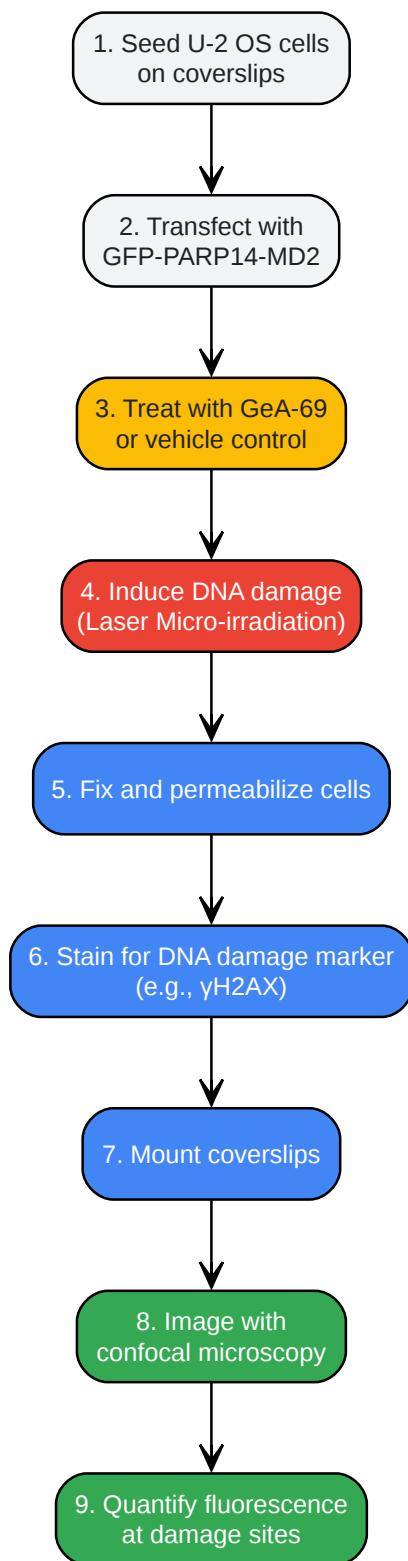 1. Seed U-2 OS cells
on coverslips
2. Transfect with
GFP-PARP14-MD2
3. Treat with GeA-69
or vehicle control
4. Induce DNA damage
(Laser Micro-irradiation)
5. Fix and permeabilize cells
6. Stain for DNA damage marker
(e.g., γH2AX)
7. Mount coverslips
8. Image with
confocal microscopy
9. Quantify fluorescence
at damage sites